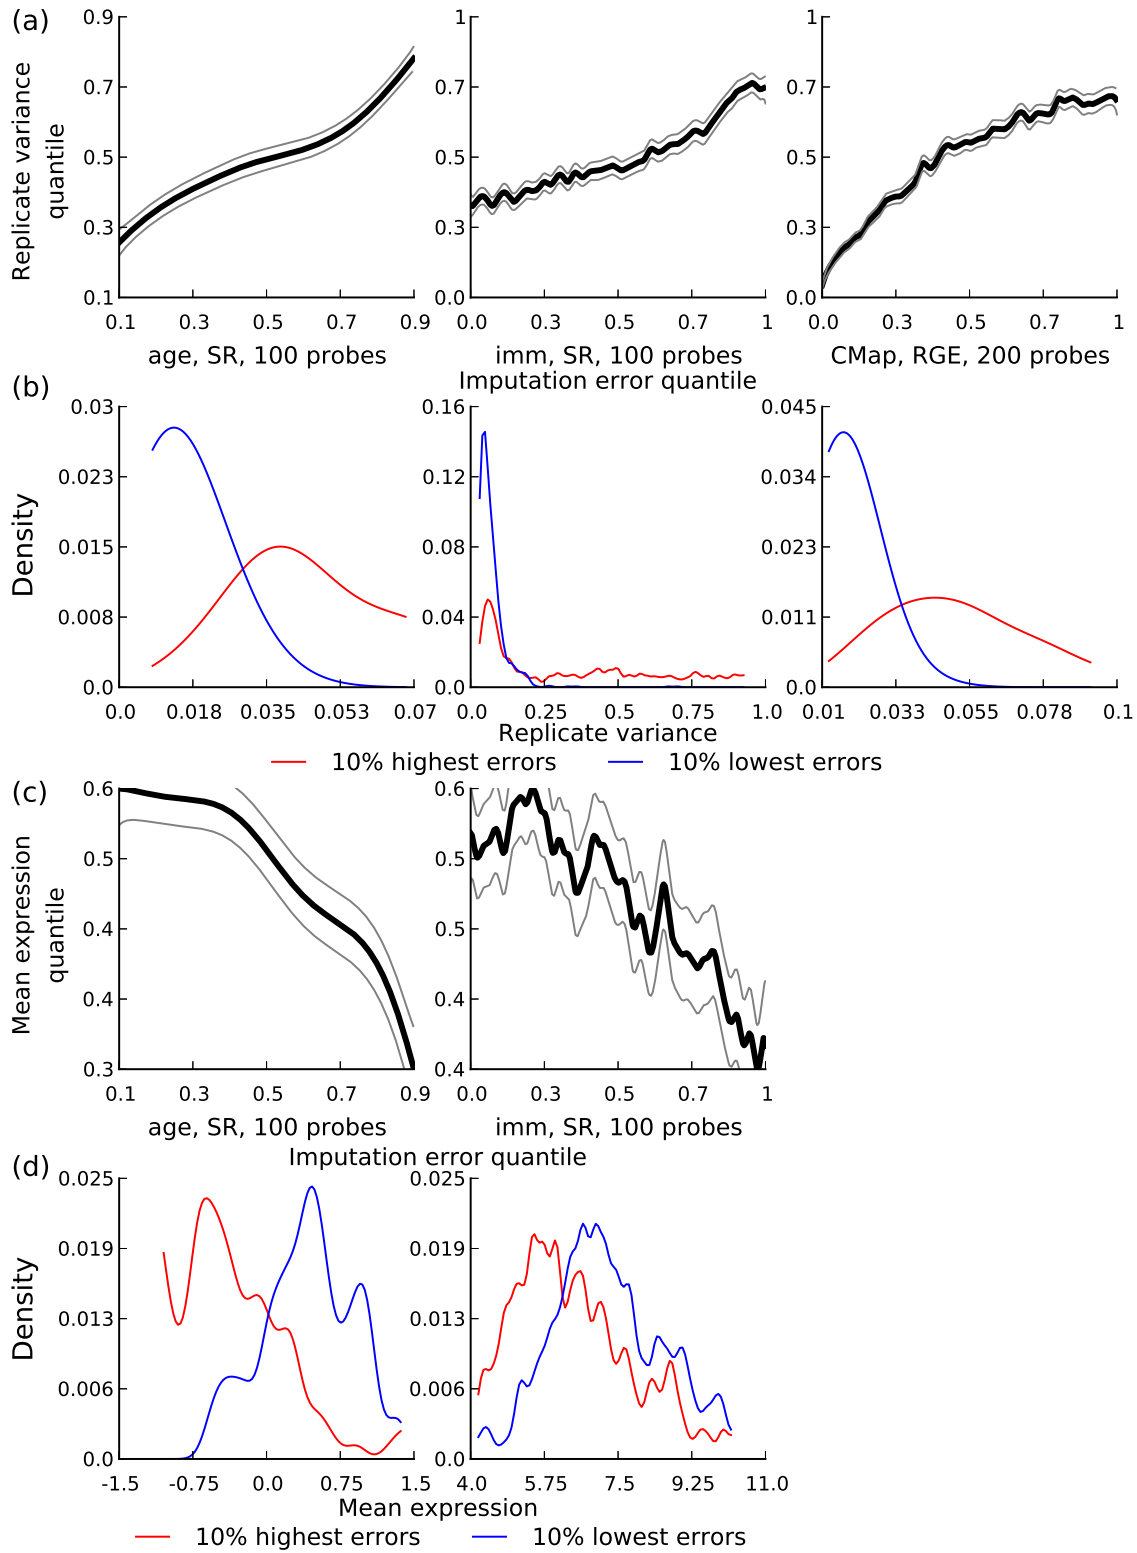 (a)
Replicate variance
quantile
0.9
0.7
0.5
0.3
0.1
0.1 0.3 0.5 0.7 0.9
age, SR, 100 probes
1
0.7
0.5
0.3
0.0
0.0 0.3 0.5 0.7 1
imm, SR, 100 probes
1
0.7
0.5
0.3
0.0
0.0 0.3 0.5 0.7 1
CMap, RGE, 200 probes
Imputation error quantile
(b)
Density
0.03
0.023
0.015
0.008
0.0
0.0 0.018 0.035 0.053 0.07
0.16
0.12
0.08
0.04
0.0
0.0 0.25 0.5 0.75 1.0
0.045
0.034
0.023
0.011
0.0
0.01 0.033 0.055 0.078 0.1
Replicate variance
10% highest errors 10% lowest errors
(c)
Mean expression
quantile
0.6
0.5
0.4
0.4
0.3
0.1 0.3 0.5 0.7 0.9
age, SR, 100 probes
0.6
0.5
0.5
0.4
0.4
0.0 0.3 0.5 0.7 1
imm, SR, 100 probes
Imputation error quantile
(d)
Density
0.025
0.019
0.013
0.006
0.0
-1.5 -0.75 0.0 0.75 1.5
0.025
0.019
0.013
0.006
0.0
4.0 5.75 7.5 9.25 11.0
Mean expression
10% highest errors 10% lowest errors